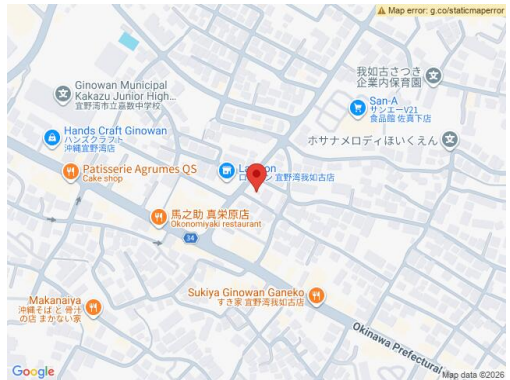 Map error: g.co/staticmaperror
我如古さつき
企業内保育園
Ginowan Municipal
Kakazu Junior High...
宜野湾市立嘉数中学校
San-A
サンエーV21
食品館 佐真下店
Hands Craft Ginowan
ハンズクラフト
沖縄宜野湾店
ホサナメロディほいくえん
Patisserie Agrumes QS
Cake shop
宜野湾我如古店
馬之助 真栄原店
Okonomiyaki restaurant
34
Makanaiya
沖縄そば と 骨汁
の店 まかない家
Sukiya Ginowan Ganeko
すき家 宜野湾我如古店
Okinawa Prefectural
Google
Map data ©2026